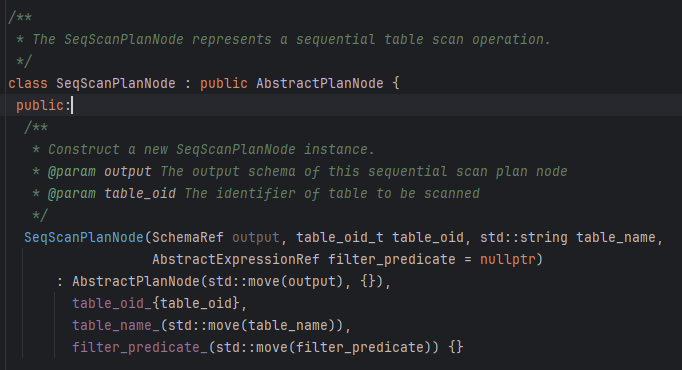 /**
 * The SeqScanPlanNode represents a sequential table scan operation.
 */
class SeqScanPlanNode : public AbstractPlanNode {
 public:
  /**
   * Construct a new SeqScanPlanNode instance.
   * @param output The output schema of this sequential scan plan node
   * @param table_oid The identifier of table to be scanned
   */
  SeqScanPlanNode(SchemaRef output, table_oid_t table_oid, std::string table_name,
                  AbstractExpressionRef filter_predicate = nullptr)
      : AbstractPlanNode(std::move(output), {}),
        table_oid_{table_oid},
        table_name_(std::move(table_name)),
        filter_predicate_(std::move(filter_predicate)) {}